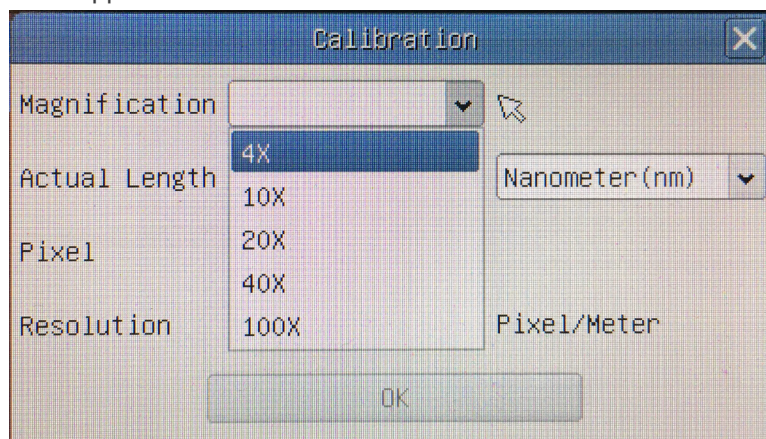 Calibration
Magnification
4X
Actual Length
Nanometer(nm)
10X
20X
Pixel
40X
Resolution
100X
Pixel/Meter
OK